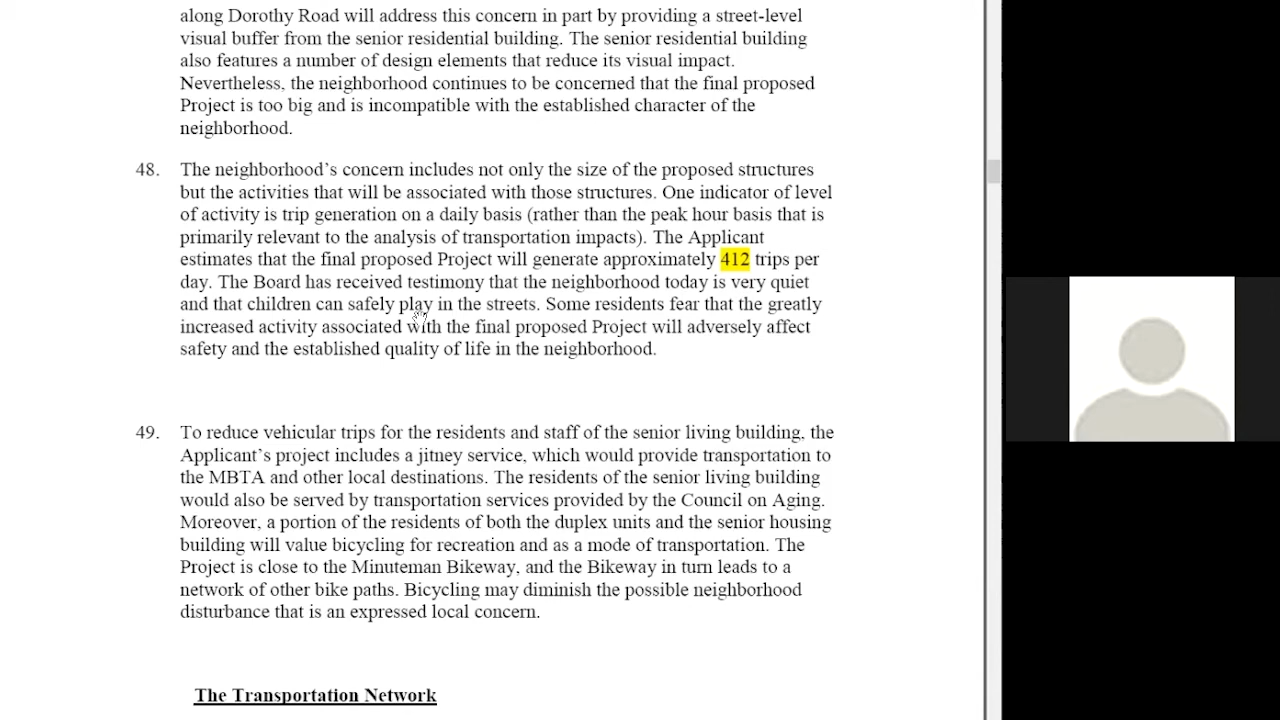 along Dorothy Road will address this concern in part by providing a street-level
visual buffer from the senior residential building. The senior residential building
also features a number of design elements that reduce its visual impact.
Nevertheless, the neighborhood continues to be concerned that the final proposed
Project is too big and is incompatible with the established character of the
neighborhood.
48. The neighborhood’s concern includes not only the size of the proposed structures
but the activities that will be associated with those structures. One indicator of level
of activity is trip generation on a daily basis (rather than the peak hour basis that is
primarily relevant to the analysis of transportation impacts). The Applicant
estimates that the final proposed Project will generate approximately 412 trips per
day. The Board has received testimony that the neighborhood today is very quiet
and that children can safely play in the streets. Some residents fear that the greatly
increased activity associated with the final proposed Project will adversely affect
safety and the established quality of life in the neighborhood.
49. To reduce vehicular trips for the residents and staff of the senior living building, the
Applicant’s project includes a jitney service, which would provide transportation to
the MBTA and other local destinations. The residents of the senior living building
would also be served by transportation services provided by the Council on Aging.
Moreover, a portion of the residents of both the duplex units and the senior housing
building will value bicycling for recreation and as a mode of transportation. The
Project is close to the Minuteman Bikeway, and the Bikeway in turn leads to a
network of other bike paths. Bicycling may diminish the possible neighborhood
disturbance that is an expressed local concern.
The Transportation Network